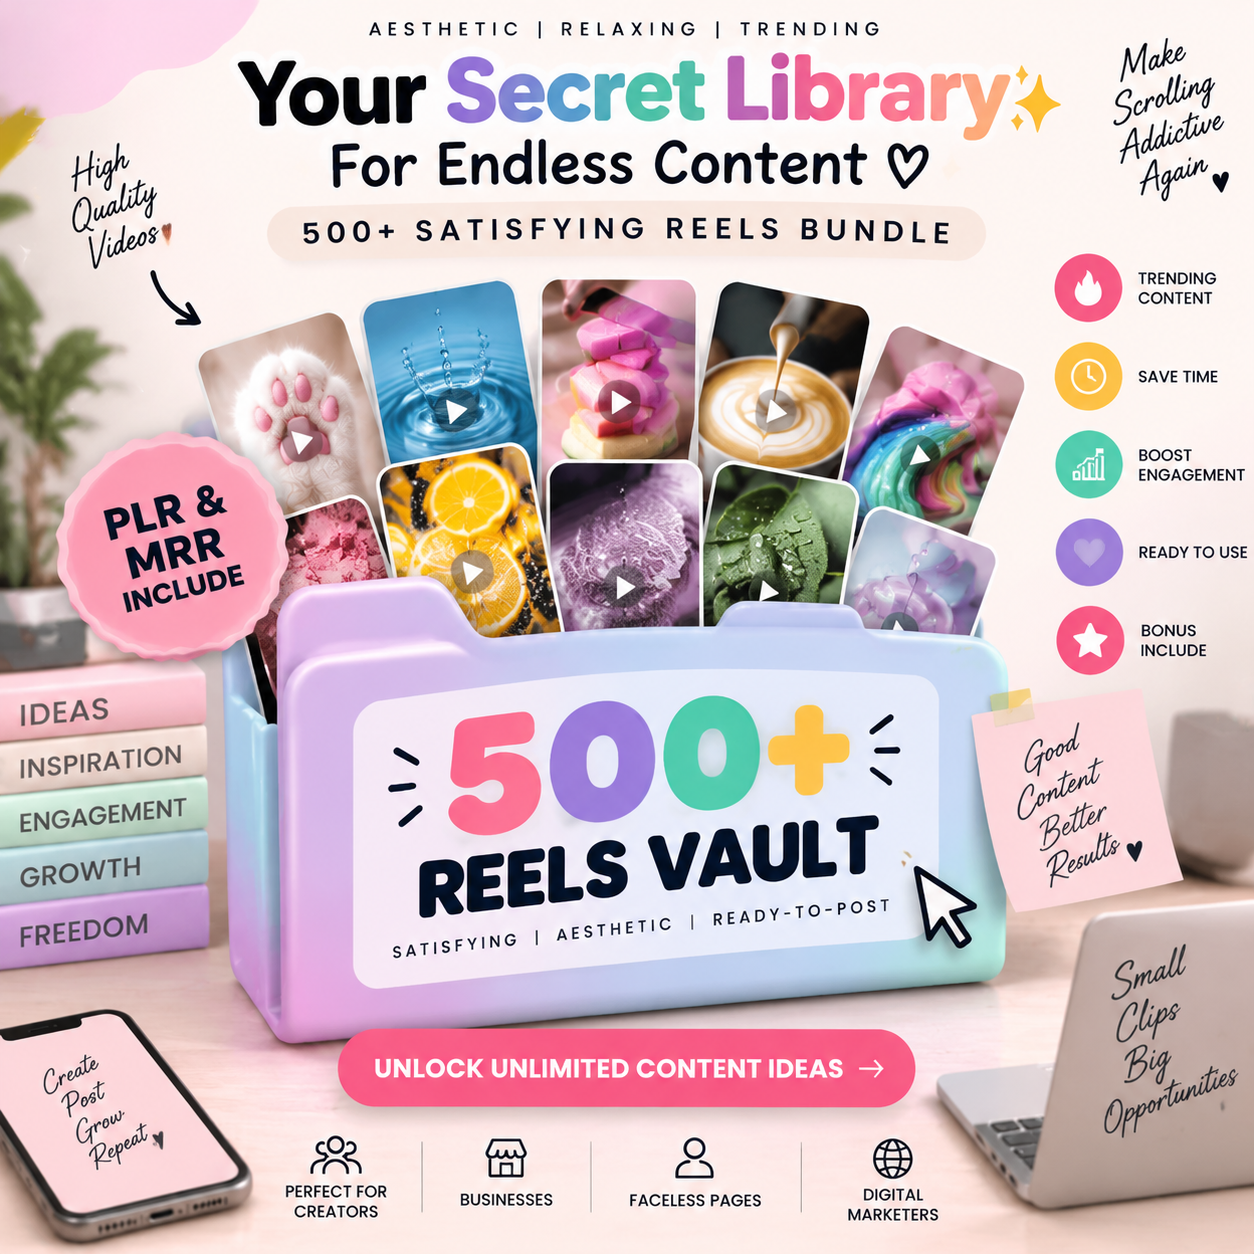 AESTHETIC | RELAXING | TRENDING
Your Secret Library
For Endless Content
500+ SATISFYING REELS BUNDLE
High
Quality
Videos
Make
Scrolling
Addictive
Again
TRENDING
CONTENT
SAVE TIME
BOOST
ENGAGEMENT
READY TO USE
BONUS
INCLUDE
PLR &
MRR
INCLUDE
IDEAS
INSPIRATION
ENGAGEMENT
GROWTH
FREEDOM
500+
REELS VAULT
SATISFYING | AESTHETIC | READY-TO-POST
Good
Content
Better
Results
Small
Clips
Big
Opportunities
Create
Post
Grow
Repeat
UNLOCK UNLIMITED CONTENT IDEAS →
PERFECT FOR
CREATORS
BUSINESSES
FACELESS PAGES
DIGITAL
MARKETERS